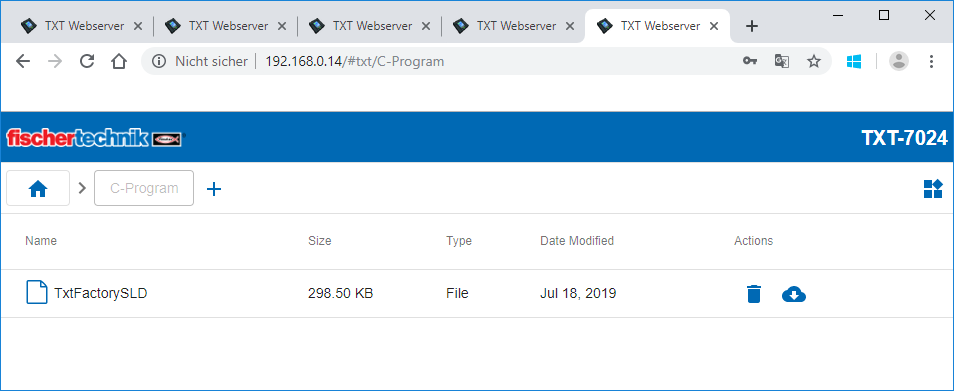 TXT Webserver TXT Webserver TXT Webserver TXT Webserver TXT Webserver
Nicht sicher 192.168.0.14/#txt/C-Program
fischertechnik TXT-7024
C-Program
Name Size Type Date Modified Actions
TxtFactorySLD 298.50 KB File Jul 18, 2019